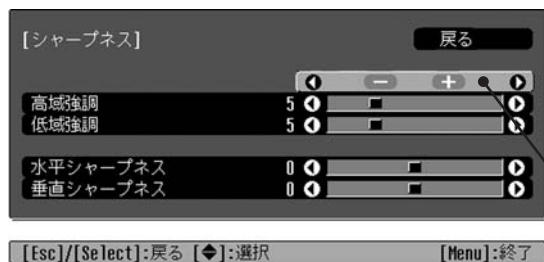 [シャープネス] 戻る
− +
高域強調 5
低域強調 5
水平シャープネス 0
垂直シャープネス 0
[Esc]/[Select]:戻る [◆]:選択 [Menu]:終了